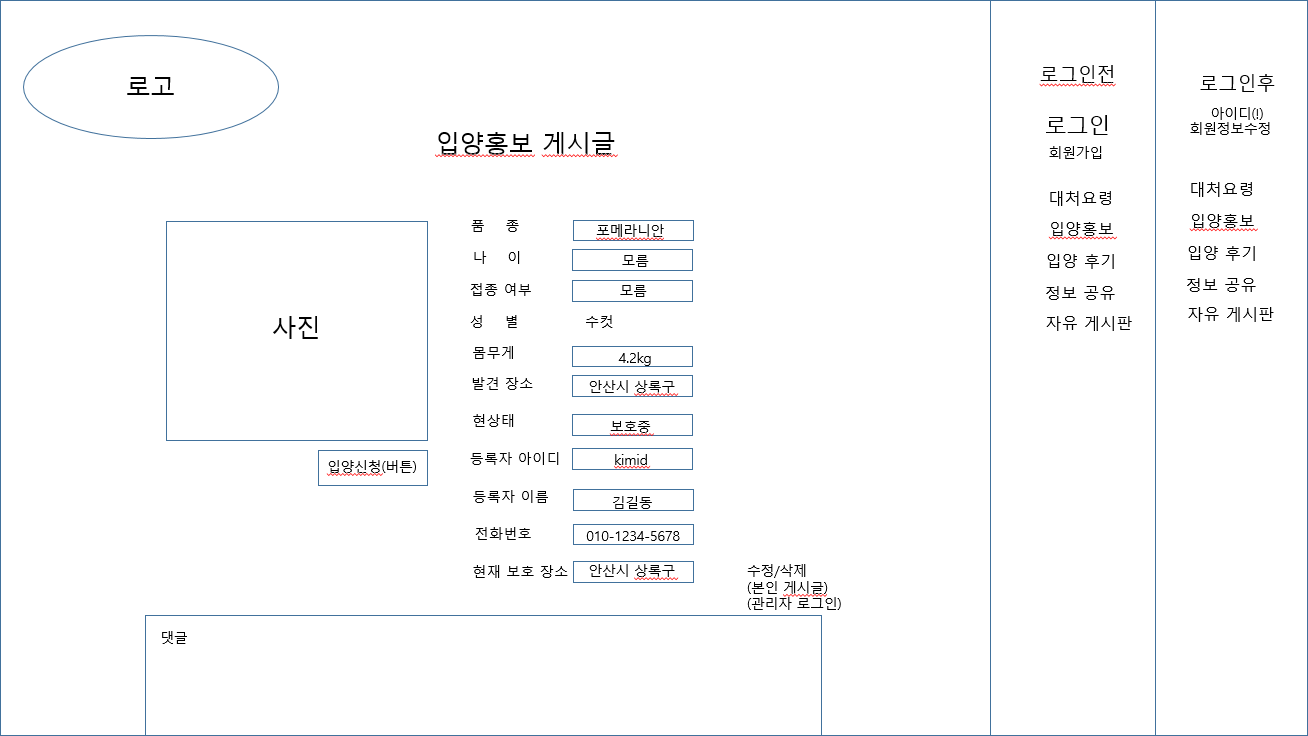 로고
입양홍보 게시글
사진
입양신청(버튼)
품 종 포메라니안
나 이 모름
접종 여부 모름
성 별 수컷
몸무게 4.2kg
발견 장소 안산시 상록구
현상태 보호중
등록자 아이디 kimid
등록자 이름 김길동
전화번호 010-1234-5678
현재 보호 장소 안산시 상록구
수정/삭제
(본인 게시글)
(관리자 로그인)
댓글
로그인전
로그인
회원가입
대처요령
입양홍보
입양 후기
정보 공유
자유 게시판
로그인후
아이디(!)
회원정보수정
대처요령
입양홍보
입양 후기
정보 공유
자유 게시판